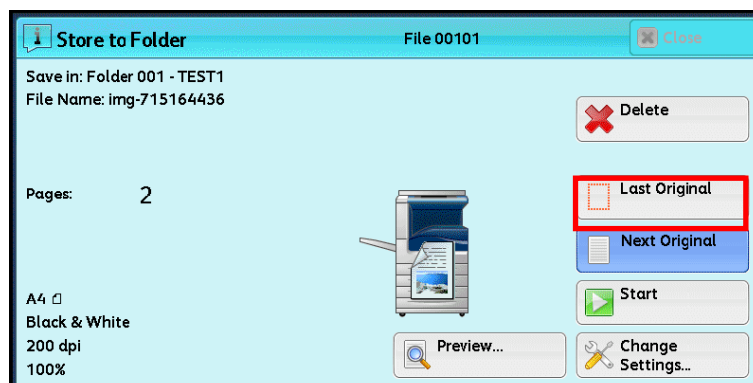 Store to Folder
File 00101
Close
Save in: Folder 001 - TEST1
File Name: img-715164436
Delete
Pages: 2
Last Original
Next Original
A4
Start
Black & White
200 dpi
100%
Preview...
Change
Settings...